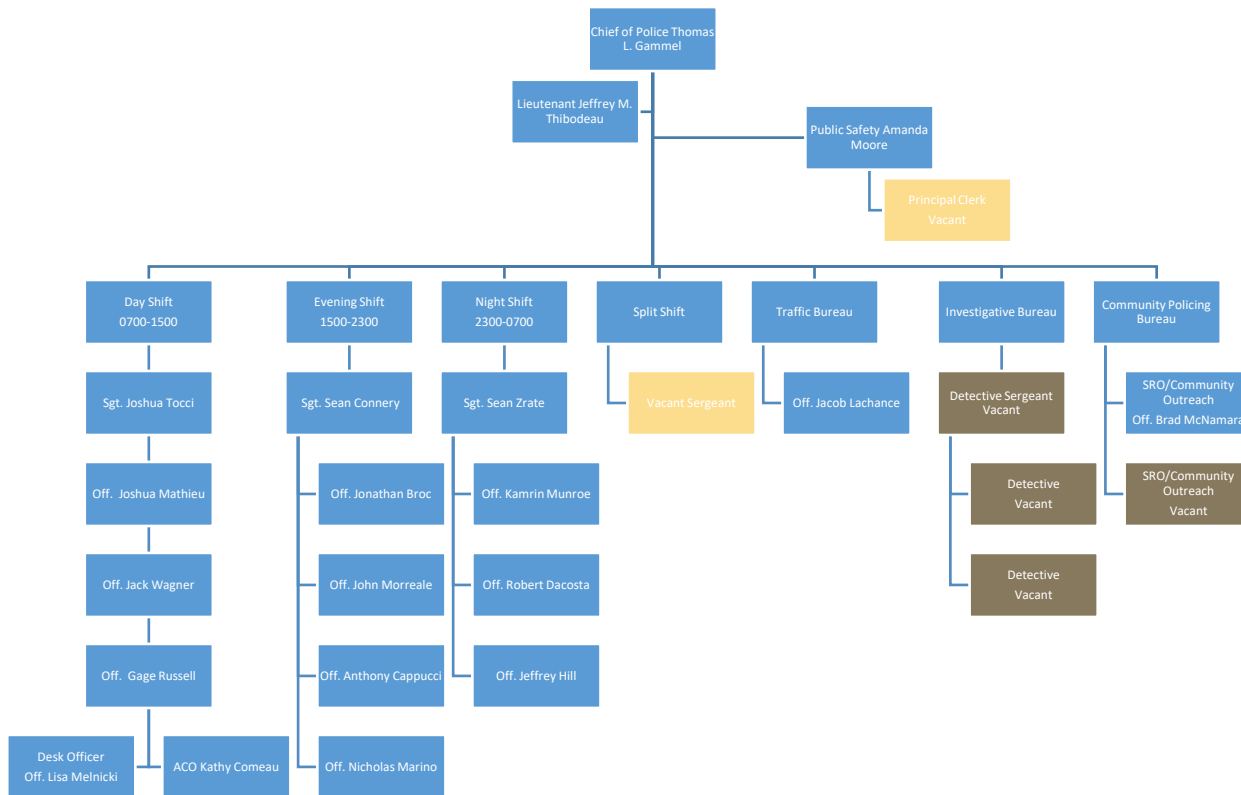 Chief of Police Thomas
L. Gammel
Lieutenant Jeffrey M.
Thibodeau
Public Safety Amanda
Moore
Principal Clerk
Vacant
Day Shift
0700-1500
Evening Shift
1500-2300
Night Shift
2300-0700
Split Shift
Traffic Bureau
Investigative Bureau
Community Policing
Bureau
Sgt. Joshua Tocci
Sgt. Sean Connery
Sgt. Sean Zrate
Vacant Sergeant
Off. Jacob Lachance
Detective Sergeant
Vacant
SRO/Community
Outreach
Off. Brad McNamara
Off. Joshua Mathieu
Off. Jonathan Broc
Off. Kamrin Munroe
Detective
Vacant
SRO/Community
Outreach
Vacant
Off. Jack Wagner
Off. John Morreale
Off. Robert Dacosta
Detective
Vacant
Off. Gage Russell
Off. Anthony Cappucci
Off. Jeffrey Hill
Desk Officer
Off. Lisa Melnicki
ACO Kathy Comeau
Off. Nicholas Marino